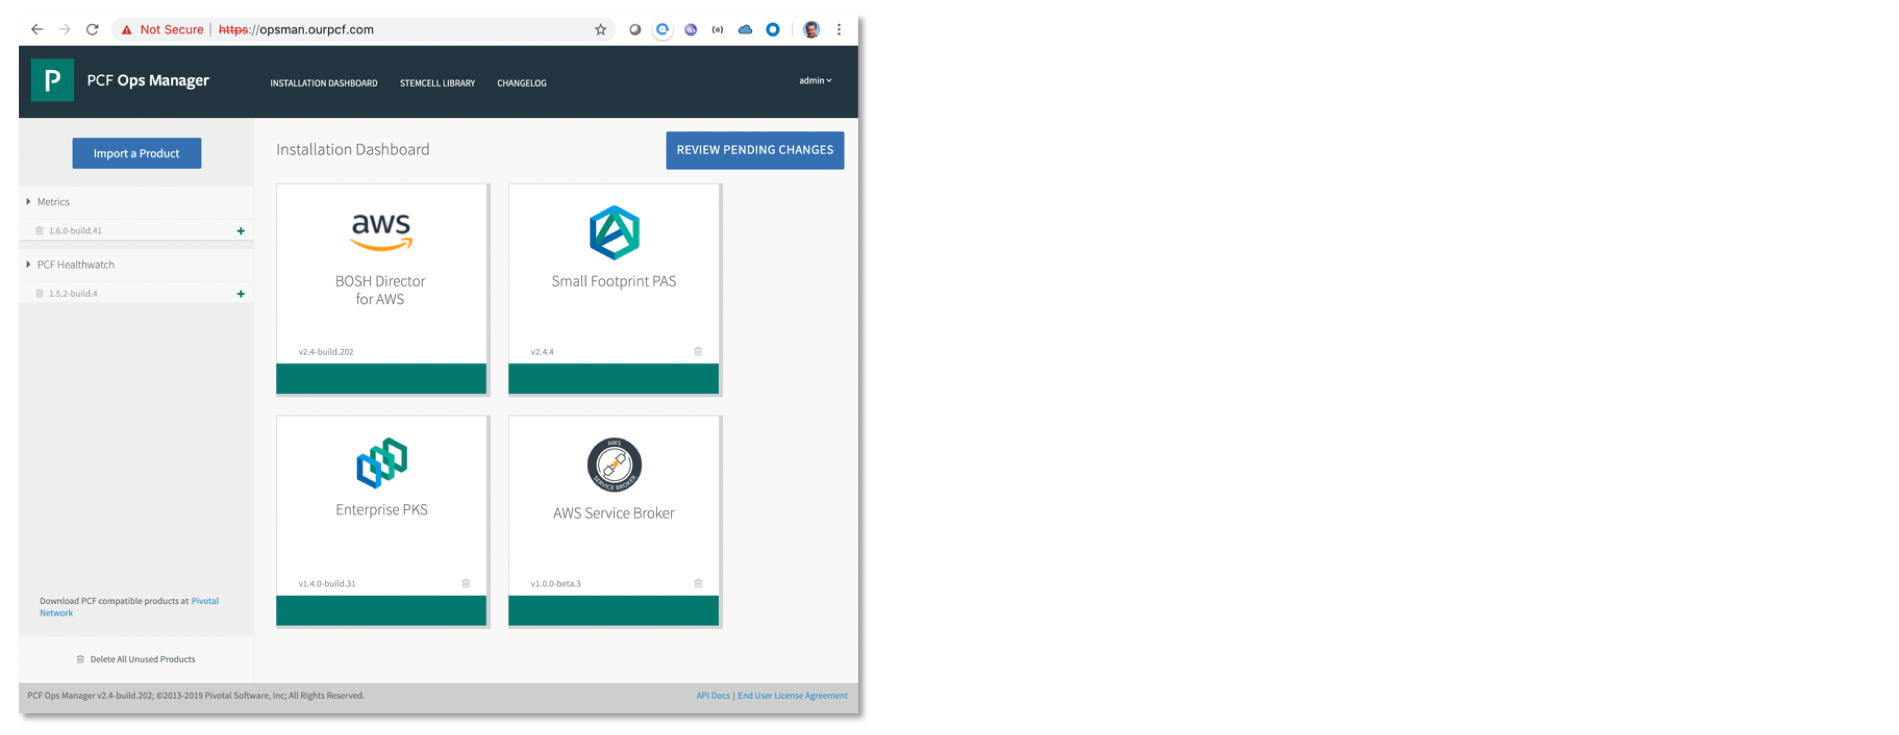 Not Secure | https://opsman.ourpcf.com
P PCF Ops Manager INSTALLATION DASHBOARD STEMCELL LIBRARY CHANGELOG admin
Import a Product
Metrics
1.6.0-build.41 +
PCF Healthwatch
1.5.2-build.4 +
Download PCF compatible products at Pivotal
Network
Delete All Unused Products
Installation Dashboard
REVIEW PENDING CHANGES
aws
BOSH Director
for AWS
v2.4-build.202
Small Footprint PAS
v2.4.4
Enterprise PKS
v1.4.0-build.31
AWS
SERVICE BROKER
AWS Service Broker
v1.0.0-beta.3
PCF Ops Manager v2.4-build.202; ©2013-2019 Pivotal Software, Inc; All Rights Reserved.
API Docs | End User License Agreement